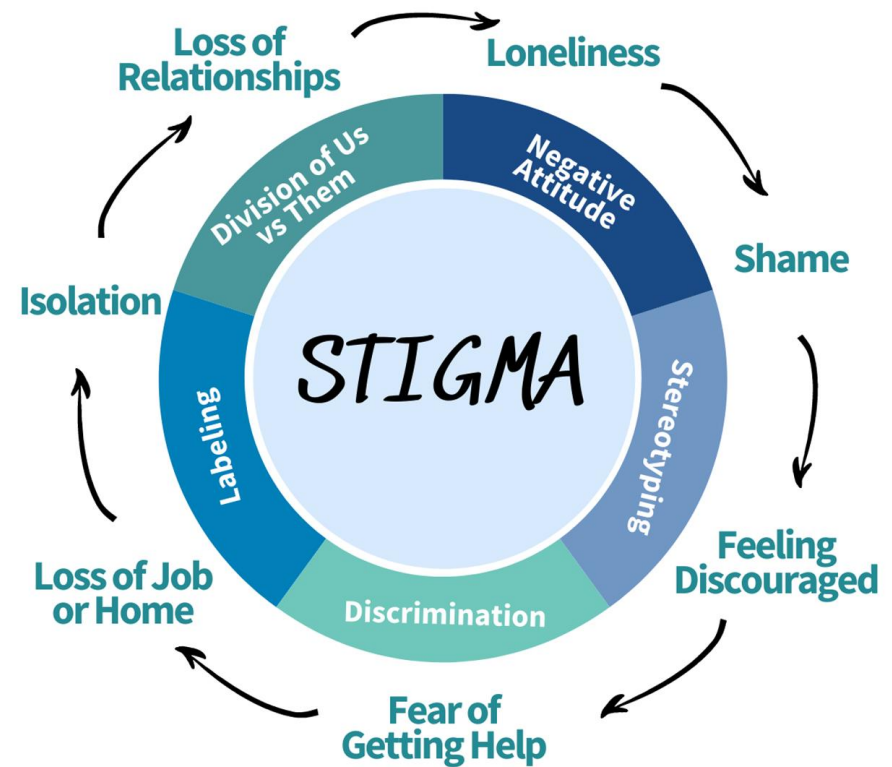 Loss of
Relationships
Loneliness
Shame
Feeling
Discouraged
Fear of
Getting Help
Loss of Job
or Home
Isolation
Division of Us
vs Them
Negative
Attitude
Stereotyping
Discrimination
Labeling
STIGMA